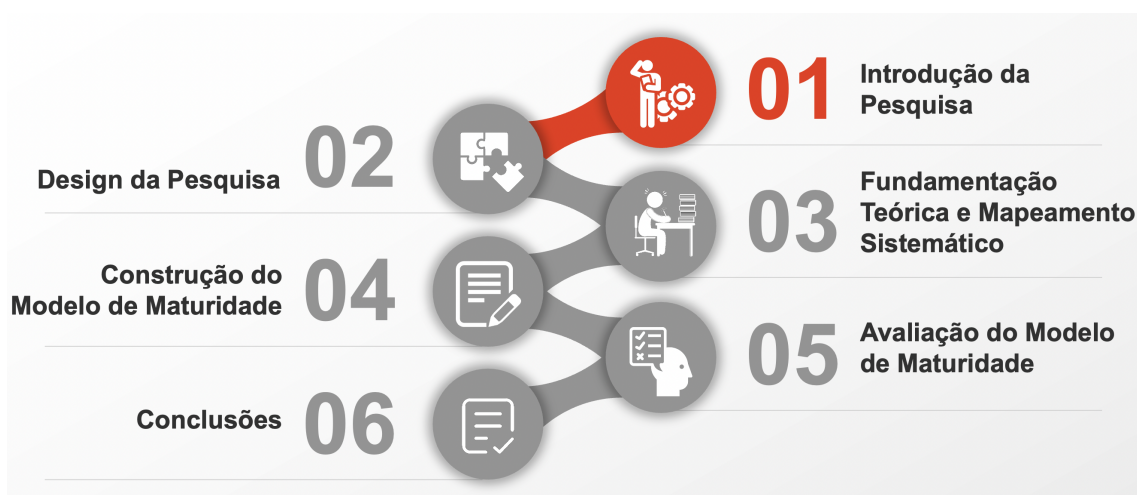 01
Introdução da
Pesquisa
02
Design da Pesquisa
03
Fundamentação
Teórica e Mapeamento
Sistemático
04
Construção do
Modelo de Maturidade
05
Avaliação do Modelo
de Maturidade
06
Conclusões